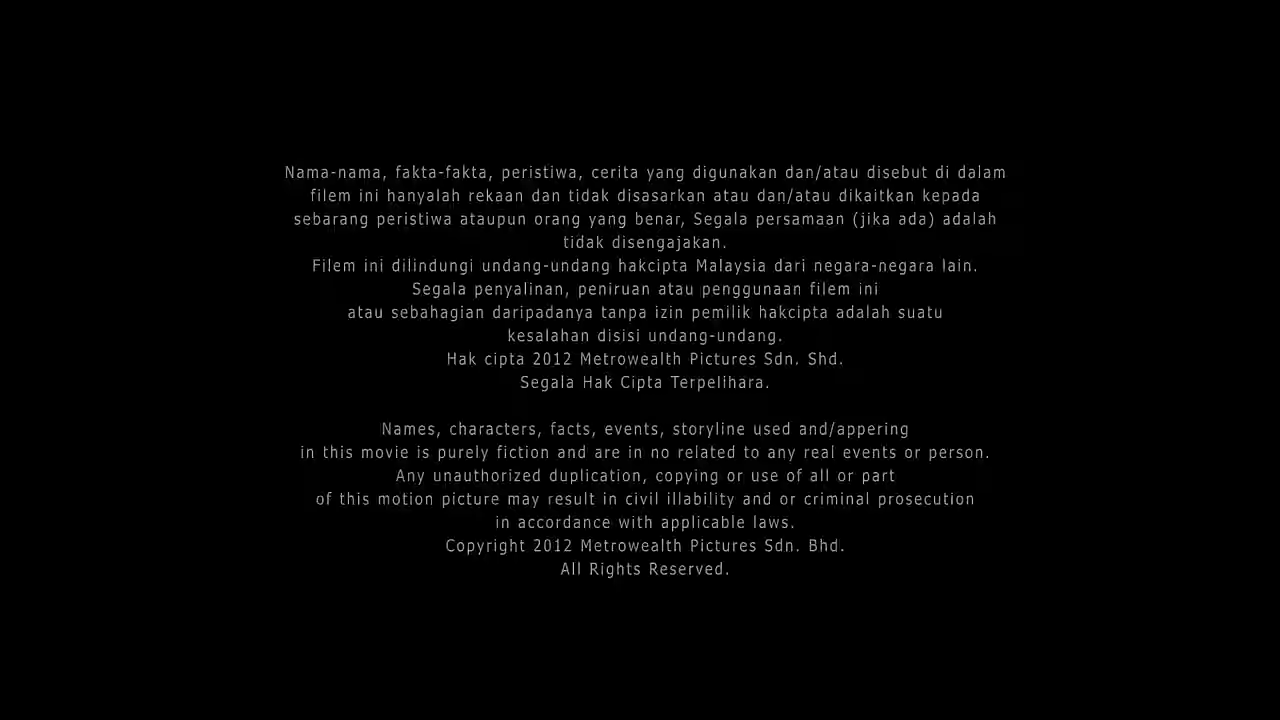 Nama-nama, fakta-fakta, peristiwa, cerita yang digunakan dan/atau disebut di dalam
filem ini hanyalah rekaan dan tidak disasarkan atau dan/atau dikaitkan kepada
sebarang peristiwa ataupun orang yang benar, Segala persamaan (jika ada) adalah
tidak disengajakan.
Filem ini dilindungi undang-undang hakcipta Malaysia dari negara-negara lain.
Segala penyalinan, peniruan atau penggunaan filem ini
atau sebahagian daripadanya tanpa izin pemilik hakcipta adalah suatu
kesalahan disisi undang-undang.
Hak cipta 2012 Metrowealth Pictures Sdn. Shd.
Segala Hak Cipta Terpelihara.
Names, characters, facts, events, storyline used and/appering
in this movie is purely fiction and are in no related to any real events or person.
Any unauthorized duplication, copying or use of all or part
of this motion picture may result in civil illability and or criminal prosecution
in accordance with applicable laws.
Copyright 2012 Metrowealth Pictures Sdn. Bhd.
All Rights Reserved.